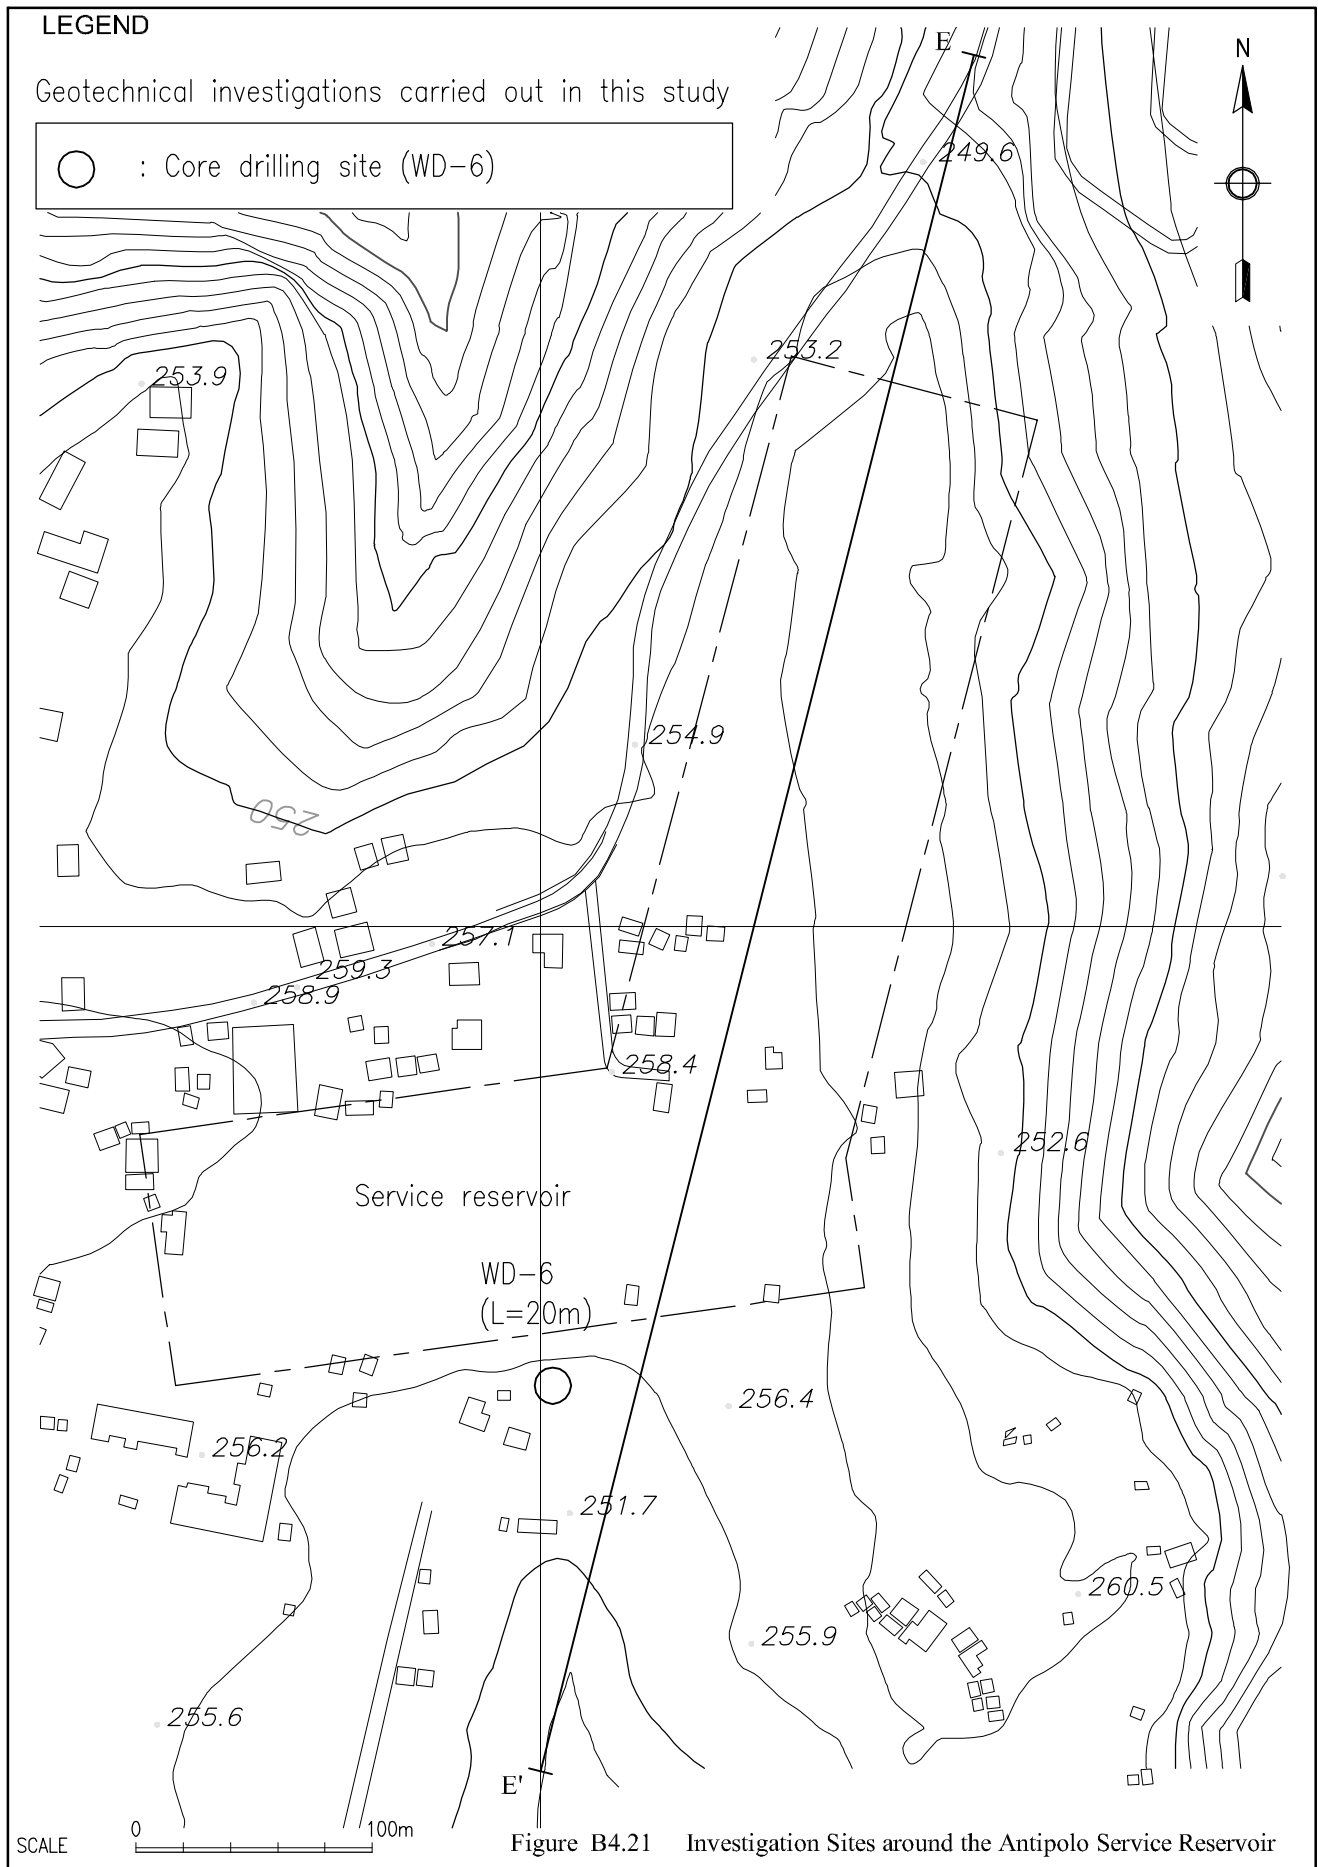 LEGEND
E
N
Geotechnical investigations carried out in this study
: Core drilling site (WD-6)
249.6
253.2
253.9
254.9
250
257.1
259.3
258.9
258.4
252.6
Service reservoir
WD-6
(L=20m)
256.4
256.2
251.7
260.5
255.9
255.6
E'
SCALE
0
100m
Figure B4.21 Investigation Sites around the Antipolo Service Reservoir